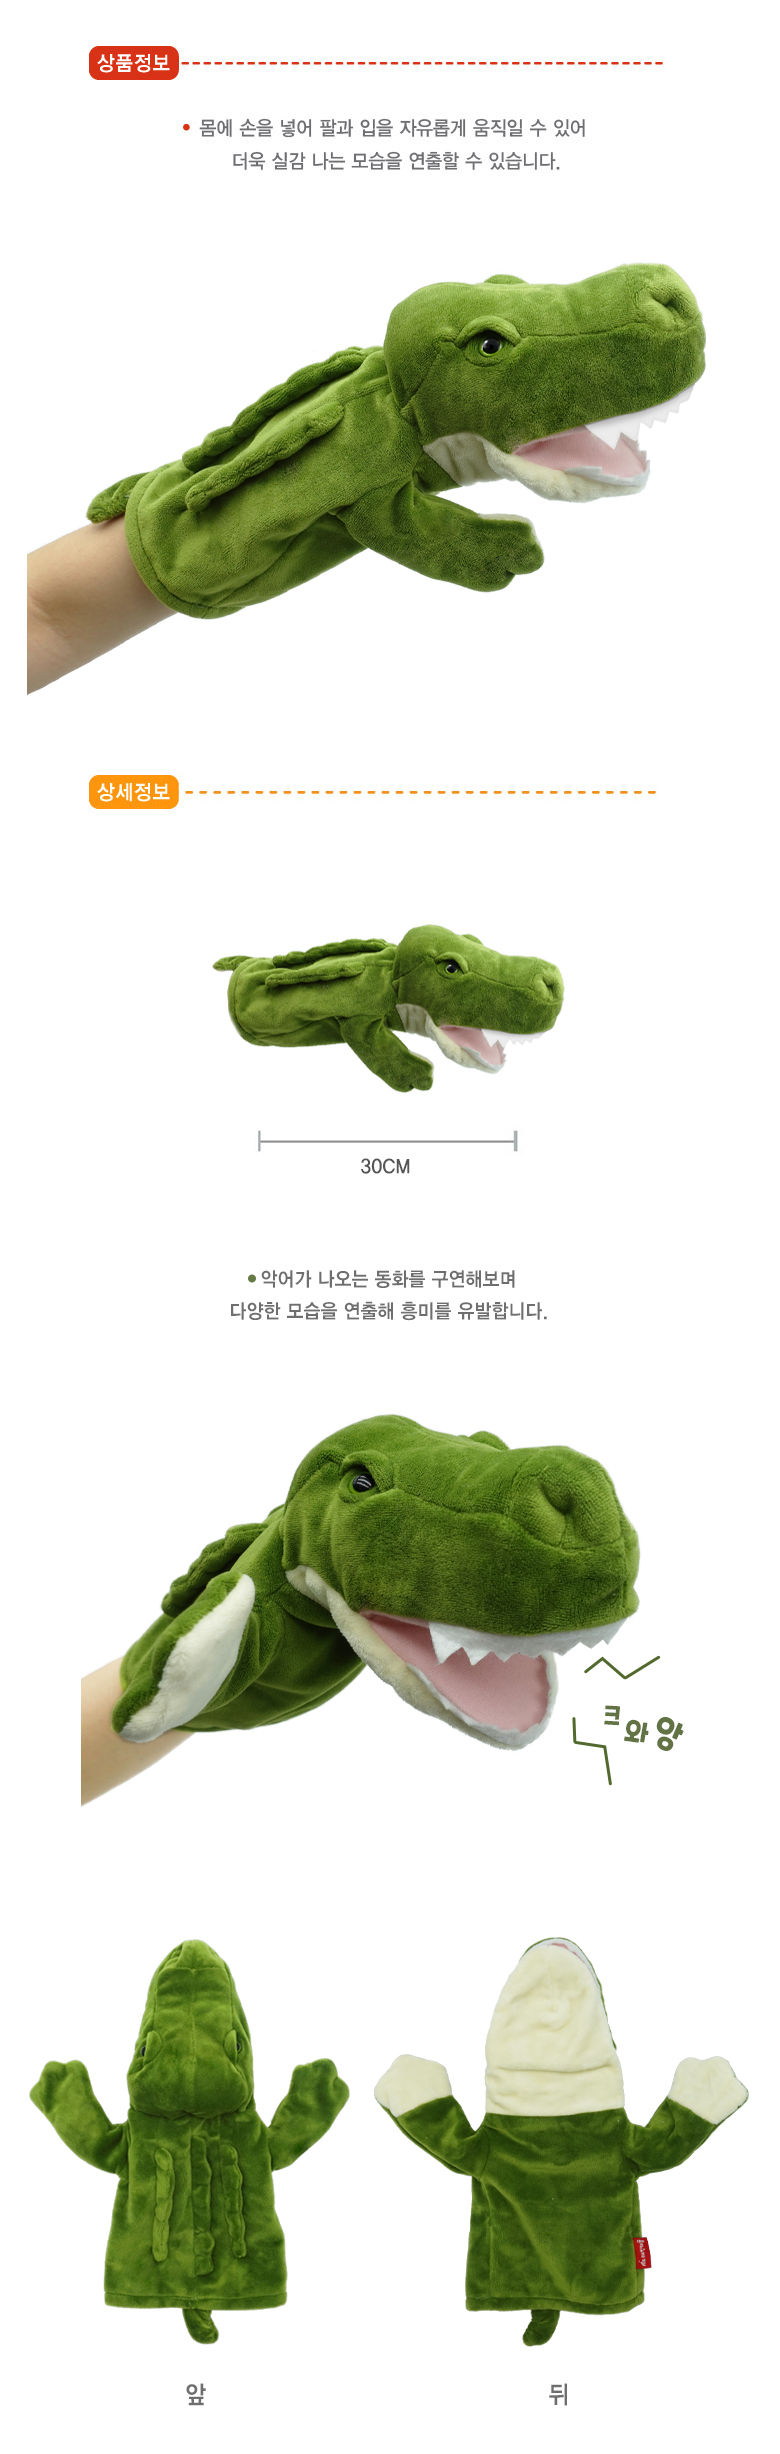 상품정보
몸에 손을 넣어 팔과 입을 자유롭게 움직일 수 있어
더욱 실감 나는 모습을 연출할 수 있습니다.
상세정보
30CM
악어가 나오는 동화를 구연해보며
다양한 모습을 연출해 흥미를 유발합니다.
크와앙
앞
뒤